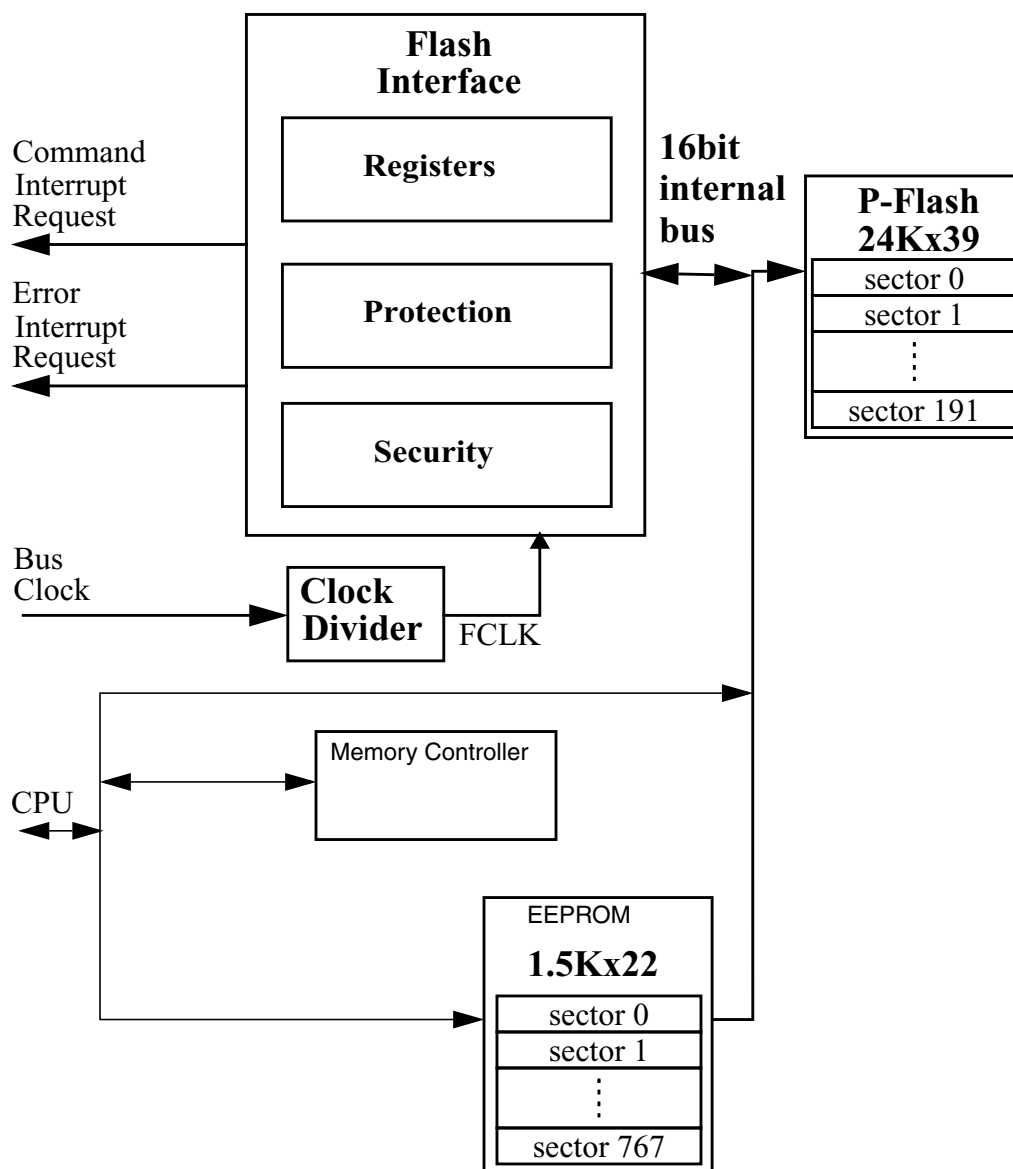 Flash
Interface
Registers
Protection
Security
Command
Interrupt
Request
Error
Interrupt
Request
16bit
internal
bus
P-Flash
24Kx39
sector 0
sector 1
sector 191
Bus
Clock
Clock
Divider
FCLK
Memory Controller
CPU
EEPROM
1.5Kx22
sector 0
sector 1
sector 767